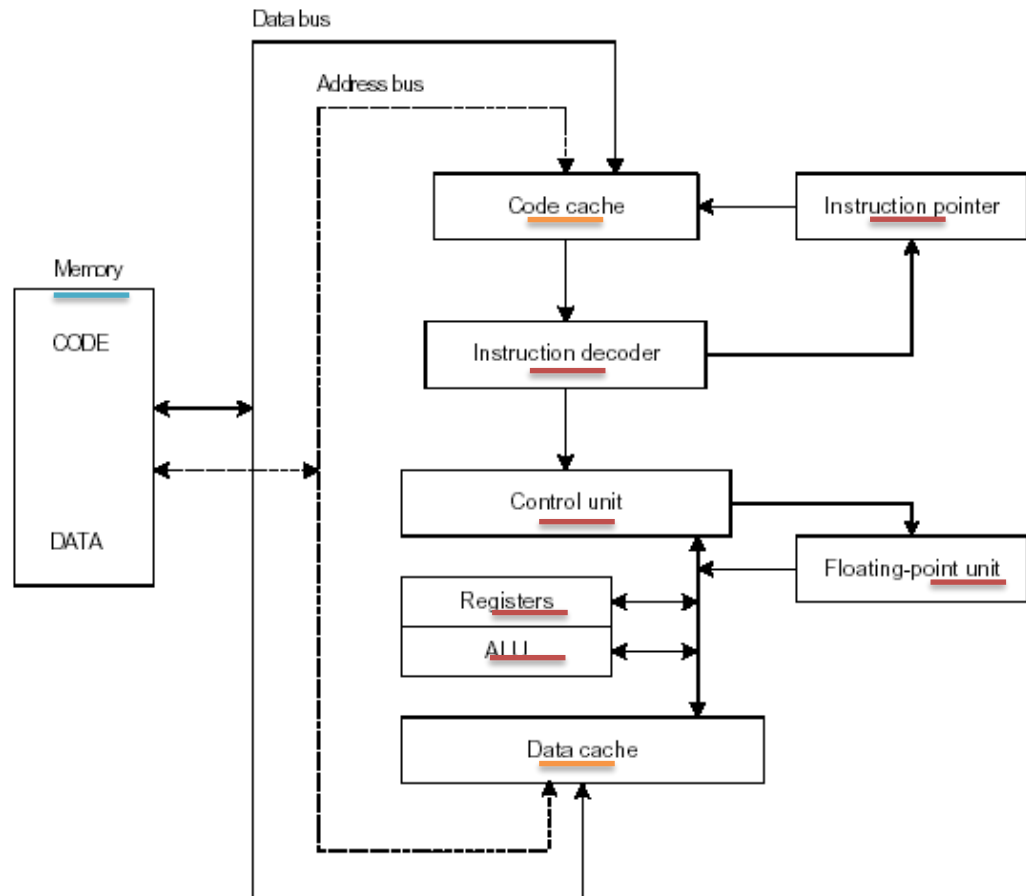 Data bus
Address bus
Code cache
Instruction pointer
Memory
CODE
Instruction decoder
Control unit
DATA
Floating-point unit
Registers
ALU
Data cache